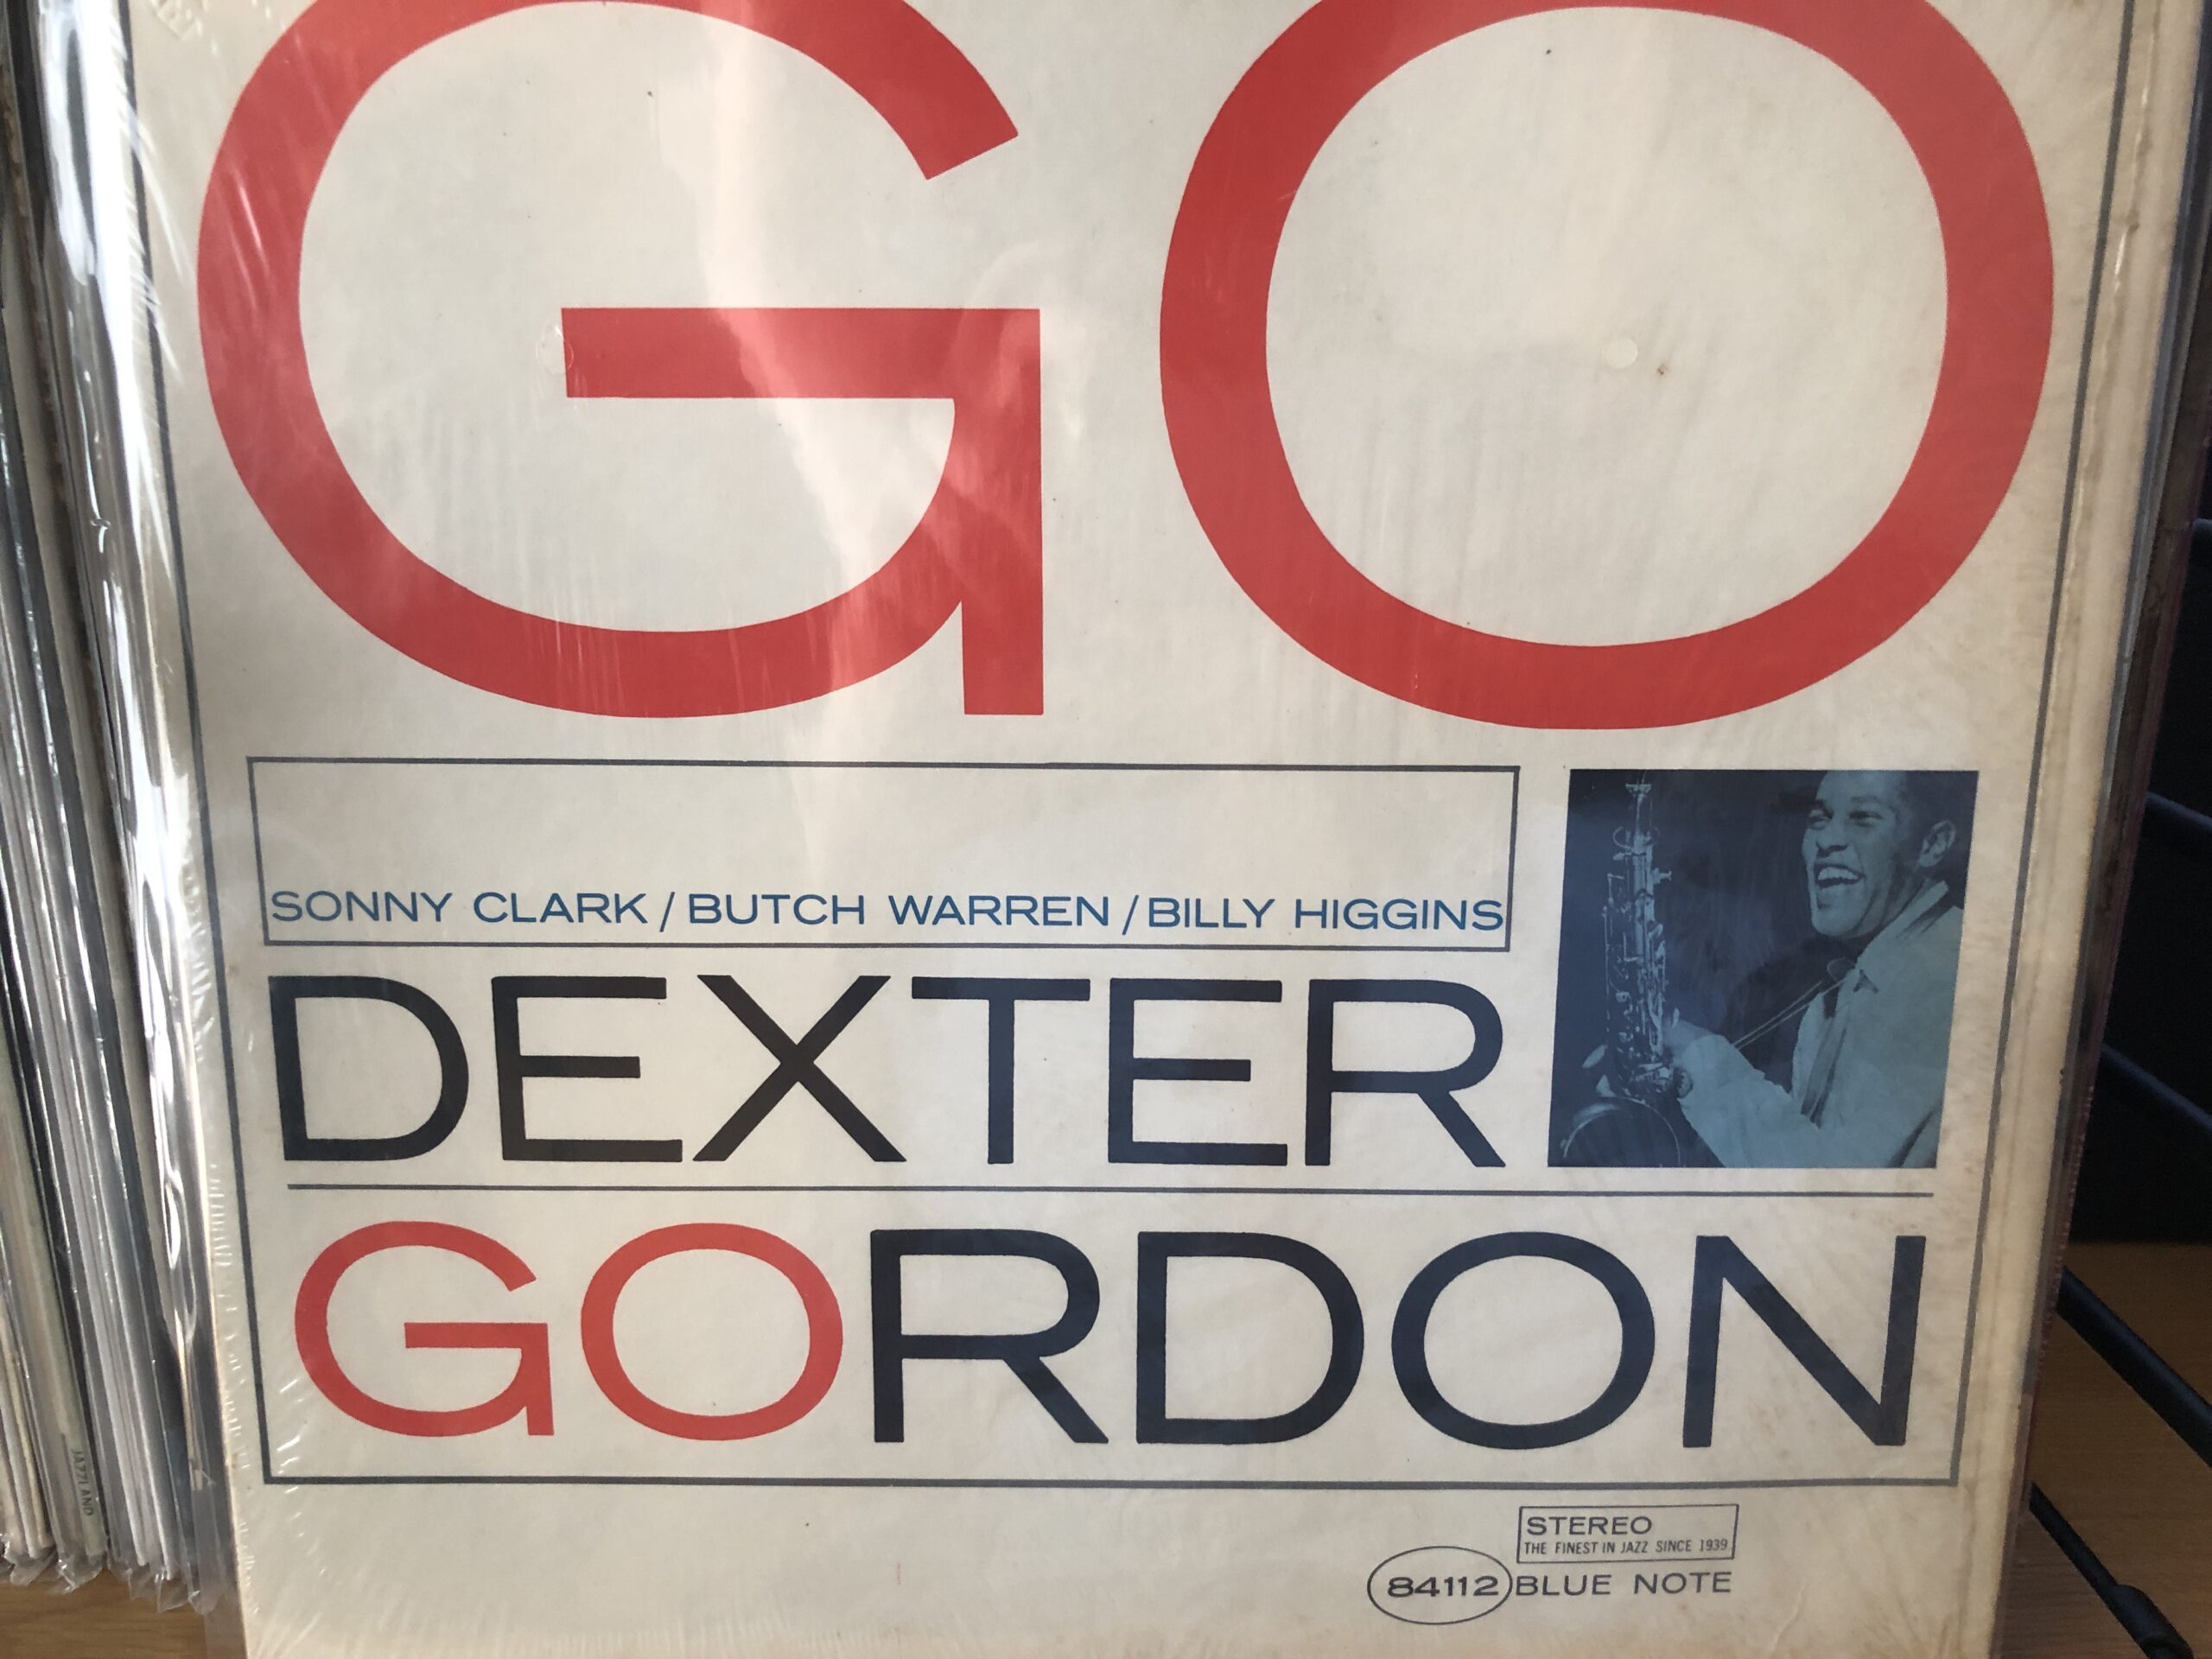 GO
SONNY CLARK / BUTCH WARREN / BILLY HIGGINS
DEXTER
GORDON
STEREO
THE FINEST IN JAZZ SINCE 1939
84112 BLUE NOTE
JAZZLAND